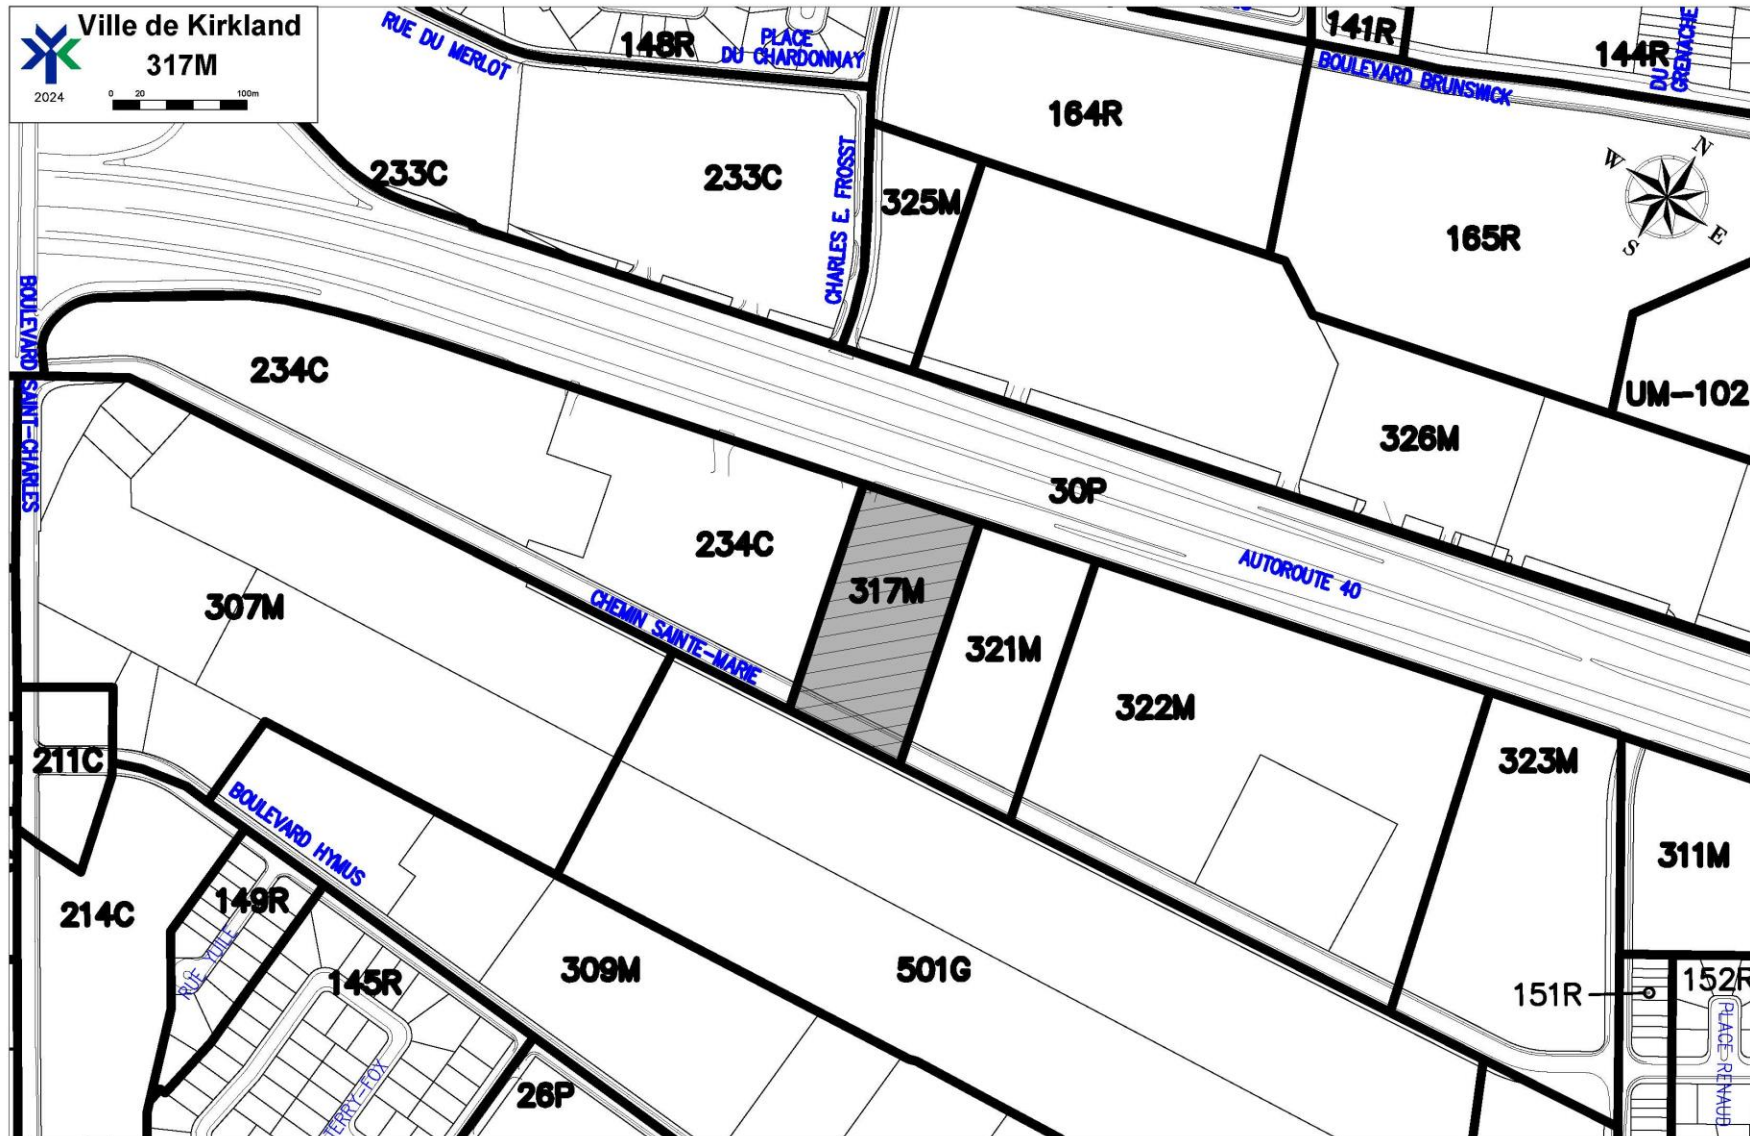 Ville de Kirkland
317M
2024
0 20 100m
RUE DU MERLOT
148R
PLACE
DU CHARDONNAY
141R
144R
DU
GRENACHE
BOULEVARD BRUNSWICK
164R
233C
233C
CHARLES E. FROSST
325M
165R
N
W
E
S
BOULEVARD SAINT-CHARLES
234C
UM-102
326M
30P
234C
AUTOROUTE 40
317M
307M
CHEMIN SAINTE-MARIE
321M
322M
323M
211C
BOULEVARD HYMUS
311M
214C
149R
RUE YUILE
145R
309M
501G
151R
152R
PLACE RENAUD
TERRY-FOX
26P